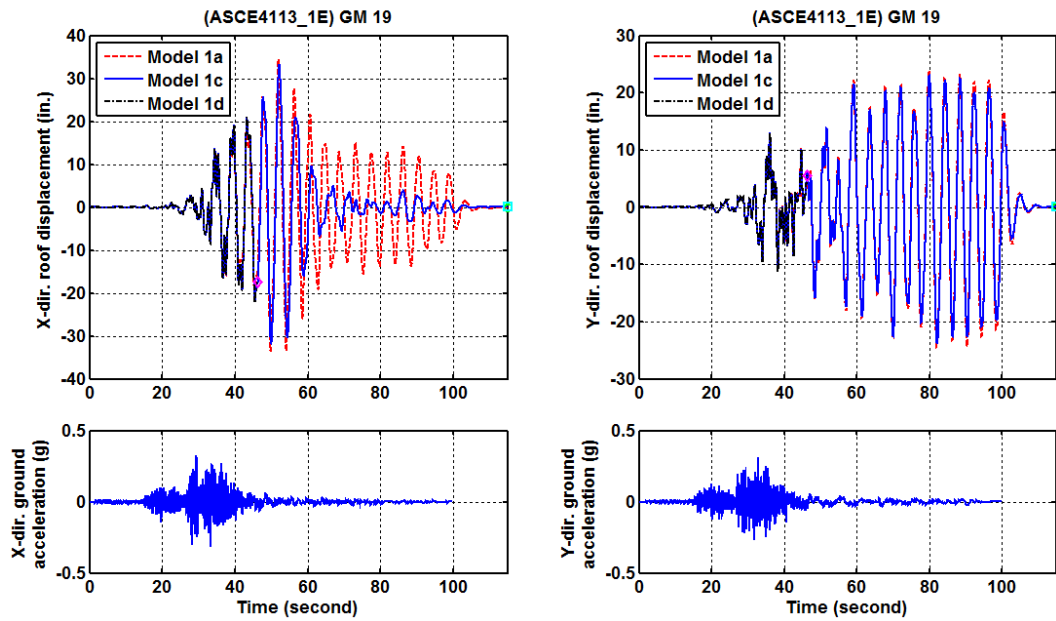 (ASCE4113_1E) GM 19
X-dir. roof displacement (in.)
40
30
20
10
0
-10
-20
-30
-40
Model 1a
Model 1c
Model 1d
0 20 40 60 80 100
X-dir. ground
acceleration (g)
0.5
0
-0.5
0 20 40 60 80 100
Time (second)
(ASCE4113_1E) GM 19
Y-dir. roof displacement (in.)
30
20
10
0
-10
-20
-30
Model 1a
Model 1c
Model 1d
0 20 40 60 80 100
Y-dir. ground
acceleration (g)
0.5
0
-0.5
0 20 40 60 80 100
Time (second)